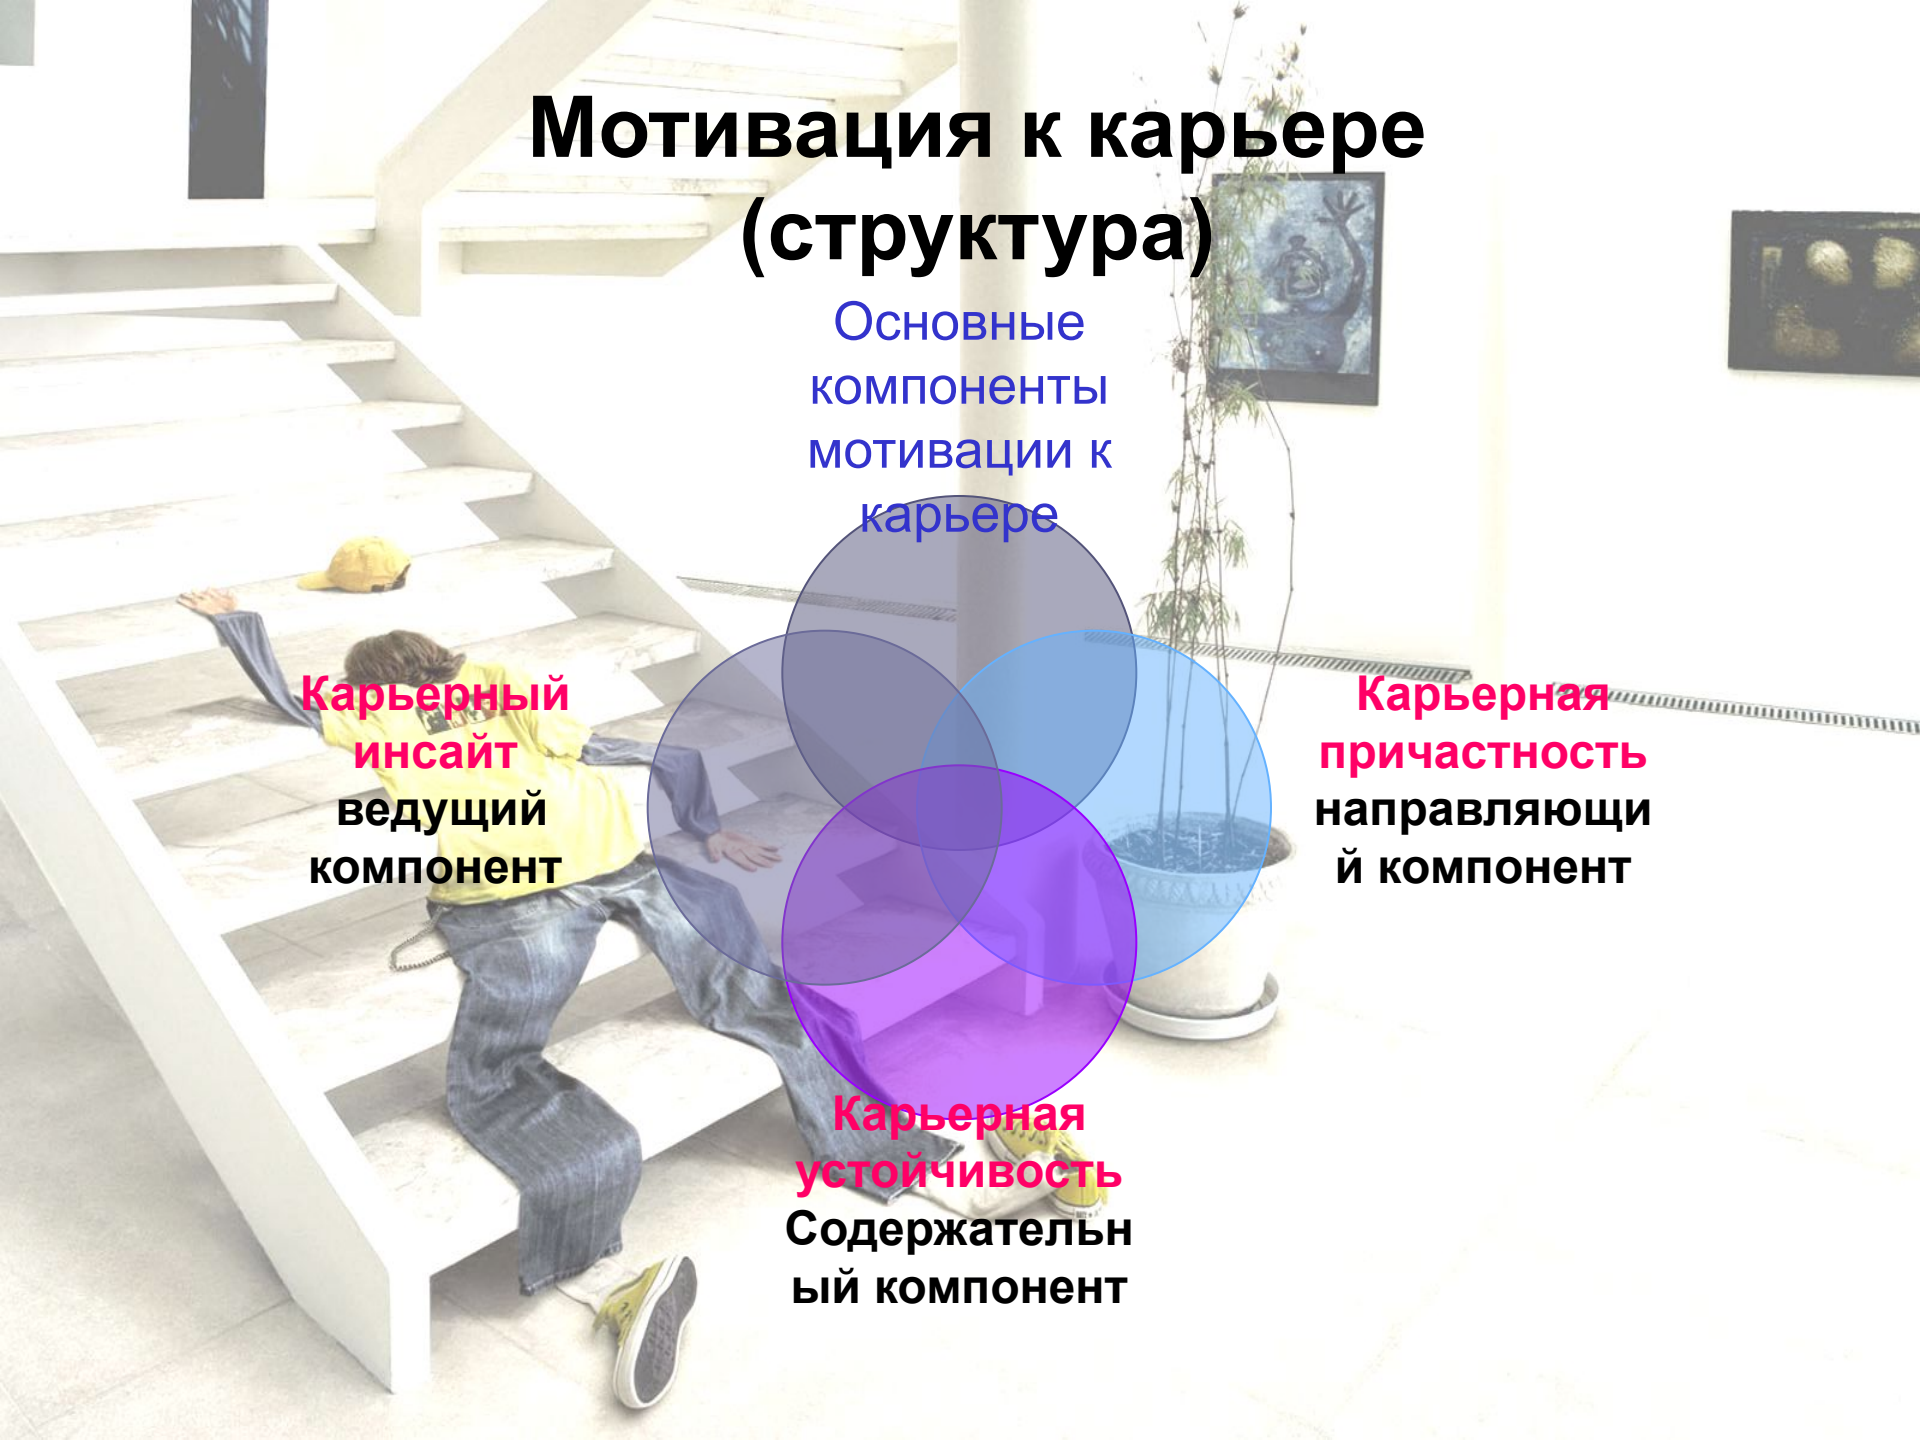 Мотивация к карьере
(структура)
Основные
компоненты
мотивации к
карьере
Карьерный
инсайт
ведущий
компонент
Карьерная
причастность
направляющи
й компонент
Карьерная
устойчивость
Содержательн
ый компонент